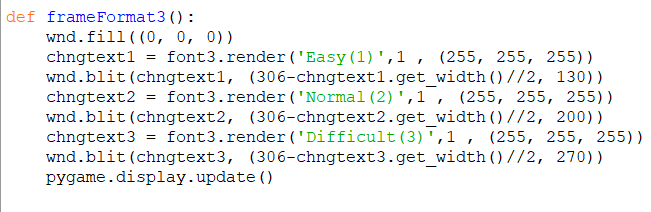 def frameFormat3():
    wnd.fill((0, 0, 0))
    chngtext1 = font3.render('Easy(1)',1 , (255, 255, 255))
    wnd.blit(chngtext1, (306-chngtext1.get_width()//2, 130))
    chngtext2 = font3.render('Normal(2)',1 , (255, 255, 255))
    wnd.blit(chngtext2, (306-chngtext2.get_width()//2, 200))
    chngtext3 = font3.render('Difficult(3)',1 , (255, 255, 255))
    wnd.blit(chngtext3, (306-chngtext3.get_width()//2, 270))
    pygame.display.update()